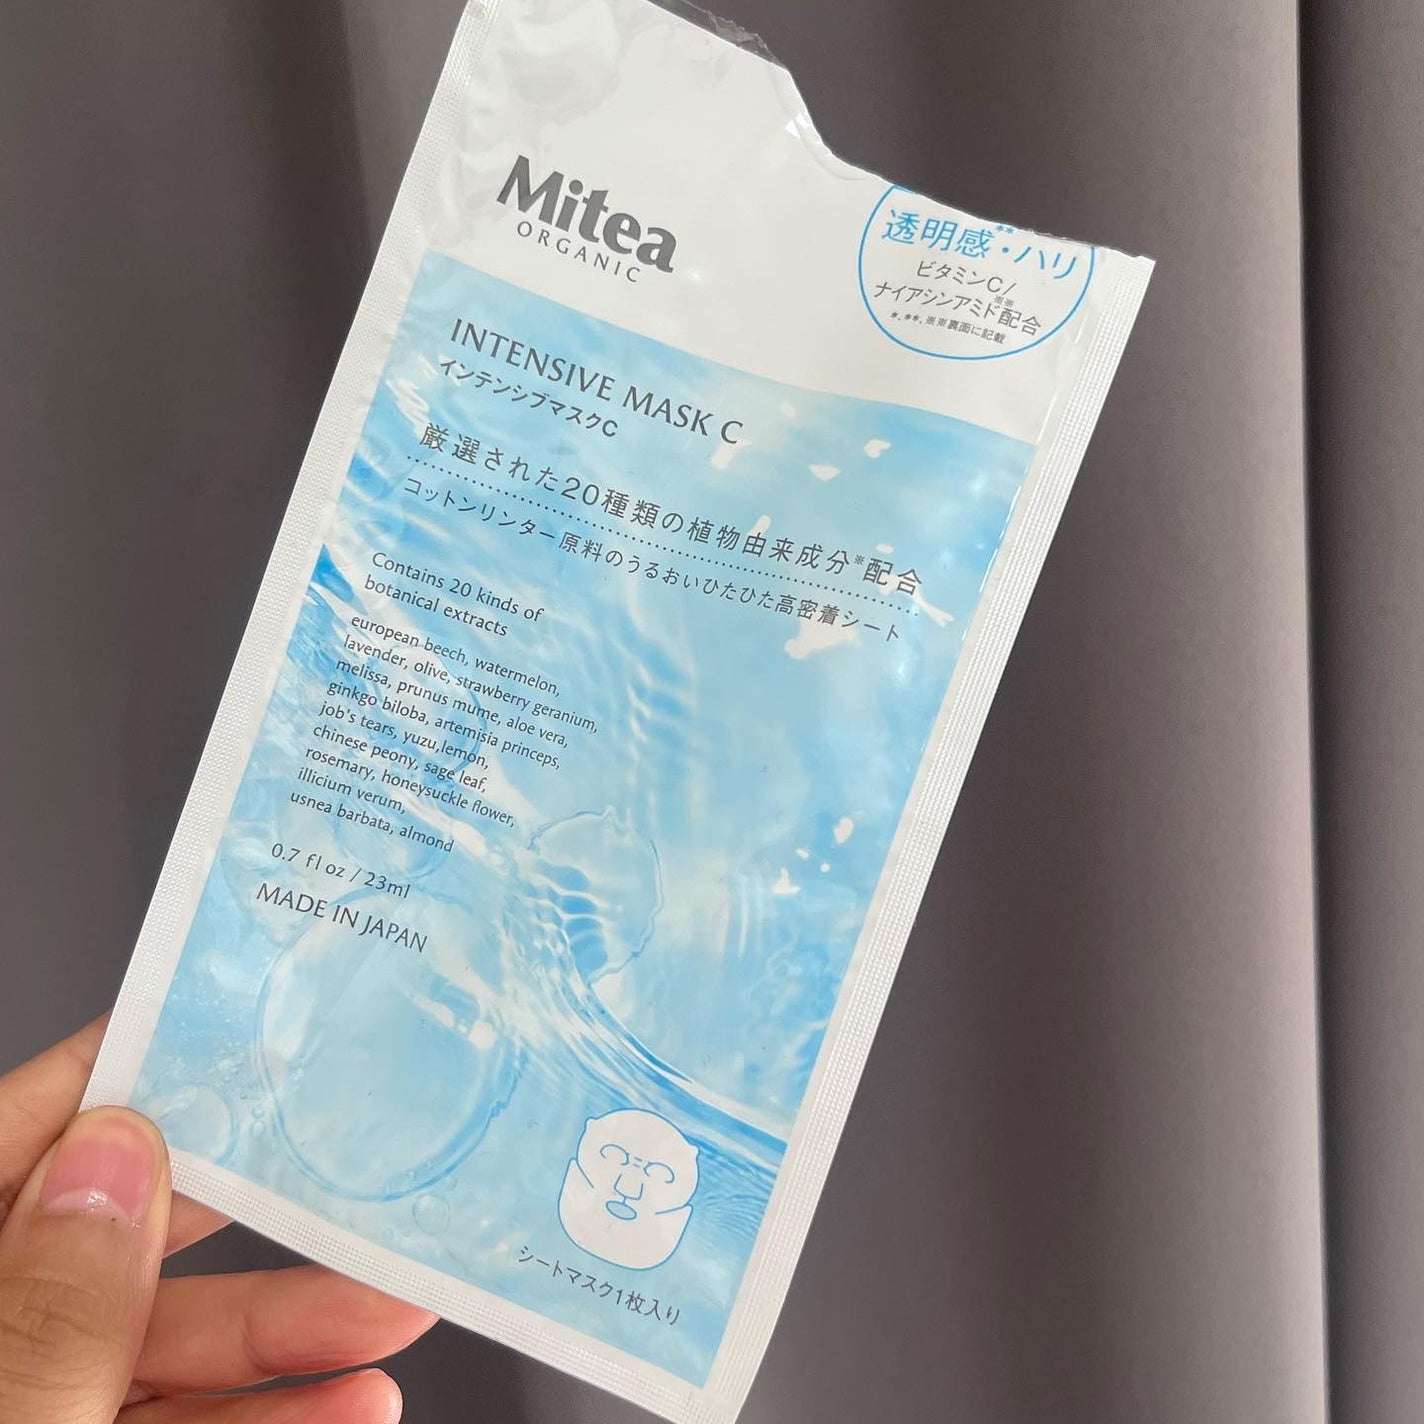 Mitea
ORGANIC
透明感**・ハリ
ビタミンC/
ナイアシンアミド※※配合
*、**、※※裏面に記載
INTENSIVE MASK C
インテンシブマスクC
厳選された20種類の植物由来成分※配合
コットンリンター原料のうるおいひたひた高密着シート
Contains 20 kinds of
botanical extracts
european beech, watermelon,
lavender, olive, strawberry geranium,
melissa, prunus mume, aloe vera,
ginkgo biloba, artemisia princeps,
job's tears, yuzu,lemon,
chinese peony, sage leaf,
rosemary, honeysuckle flower,
illicium verum,
usnea barbata, almond
0.7 fl oz / 23ml
MADE IN JAPAN
シートマスク1枚入り